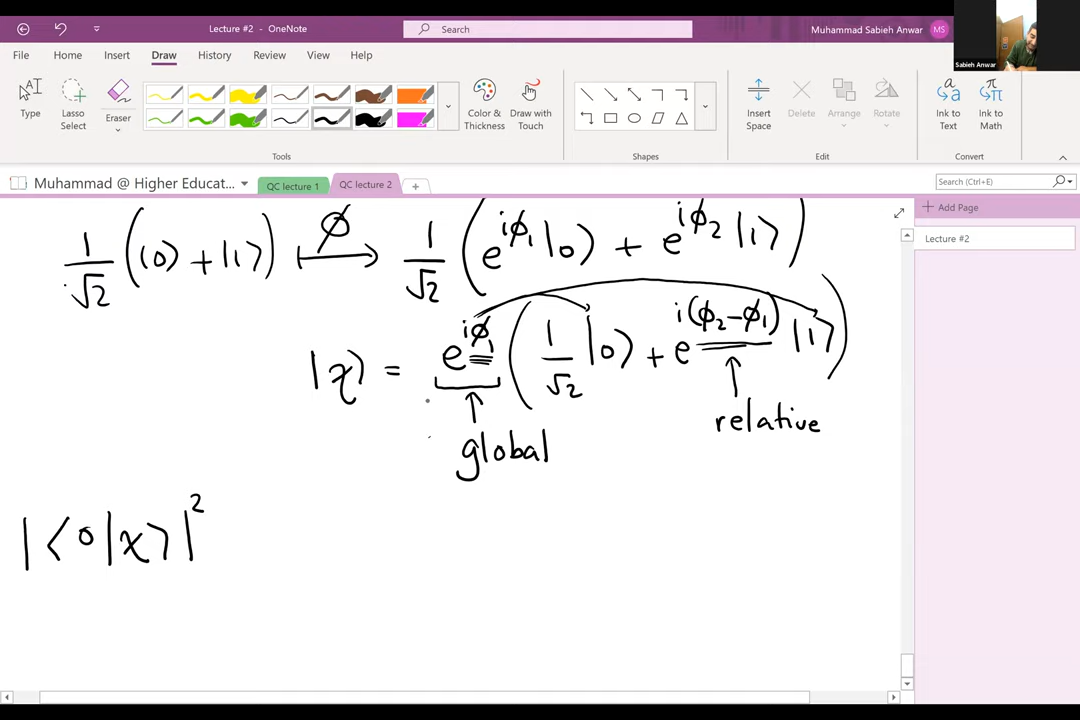 Lecture #2 - OneNote
Search
Muhammad Sabieh Anwar
MS
Sabieh Anwar
File Home Insert Draw History Review View Help
Type
Lasso Select
Eraser
Color & Thickness
Draw with Touch
Insert Space
Delete
Arrange
Rotate
Ink to Text
Ink to Math
Tools
Shapes
Edit
Convert
Muhammad @ Higher Educat...
QC lecture 1
QC lecture 2
Search (Ctrl+E)
Add Page
Lecture #2
1/√2 (|0⟩ + |1⟩) ⟼^ϕ 1/√2 (e^{iϕ₁}|0⟩ + e^{iϕ₂}|1⟩)
|χ⟩ = e^{iϕ₁} (1/√2 |0⟩ + e^{i(ϕ₂−ϕ₁)} |1⟩)
global
relative
|⟨0|χ⟩|²